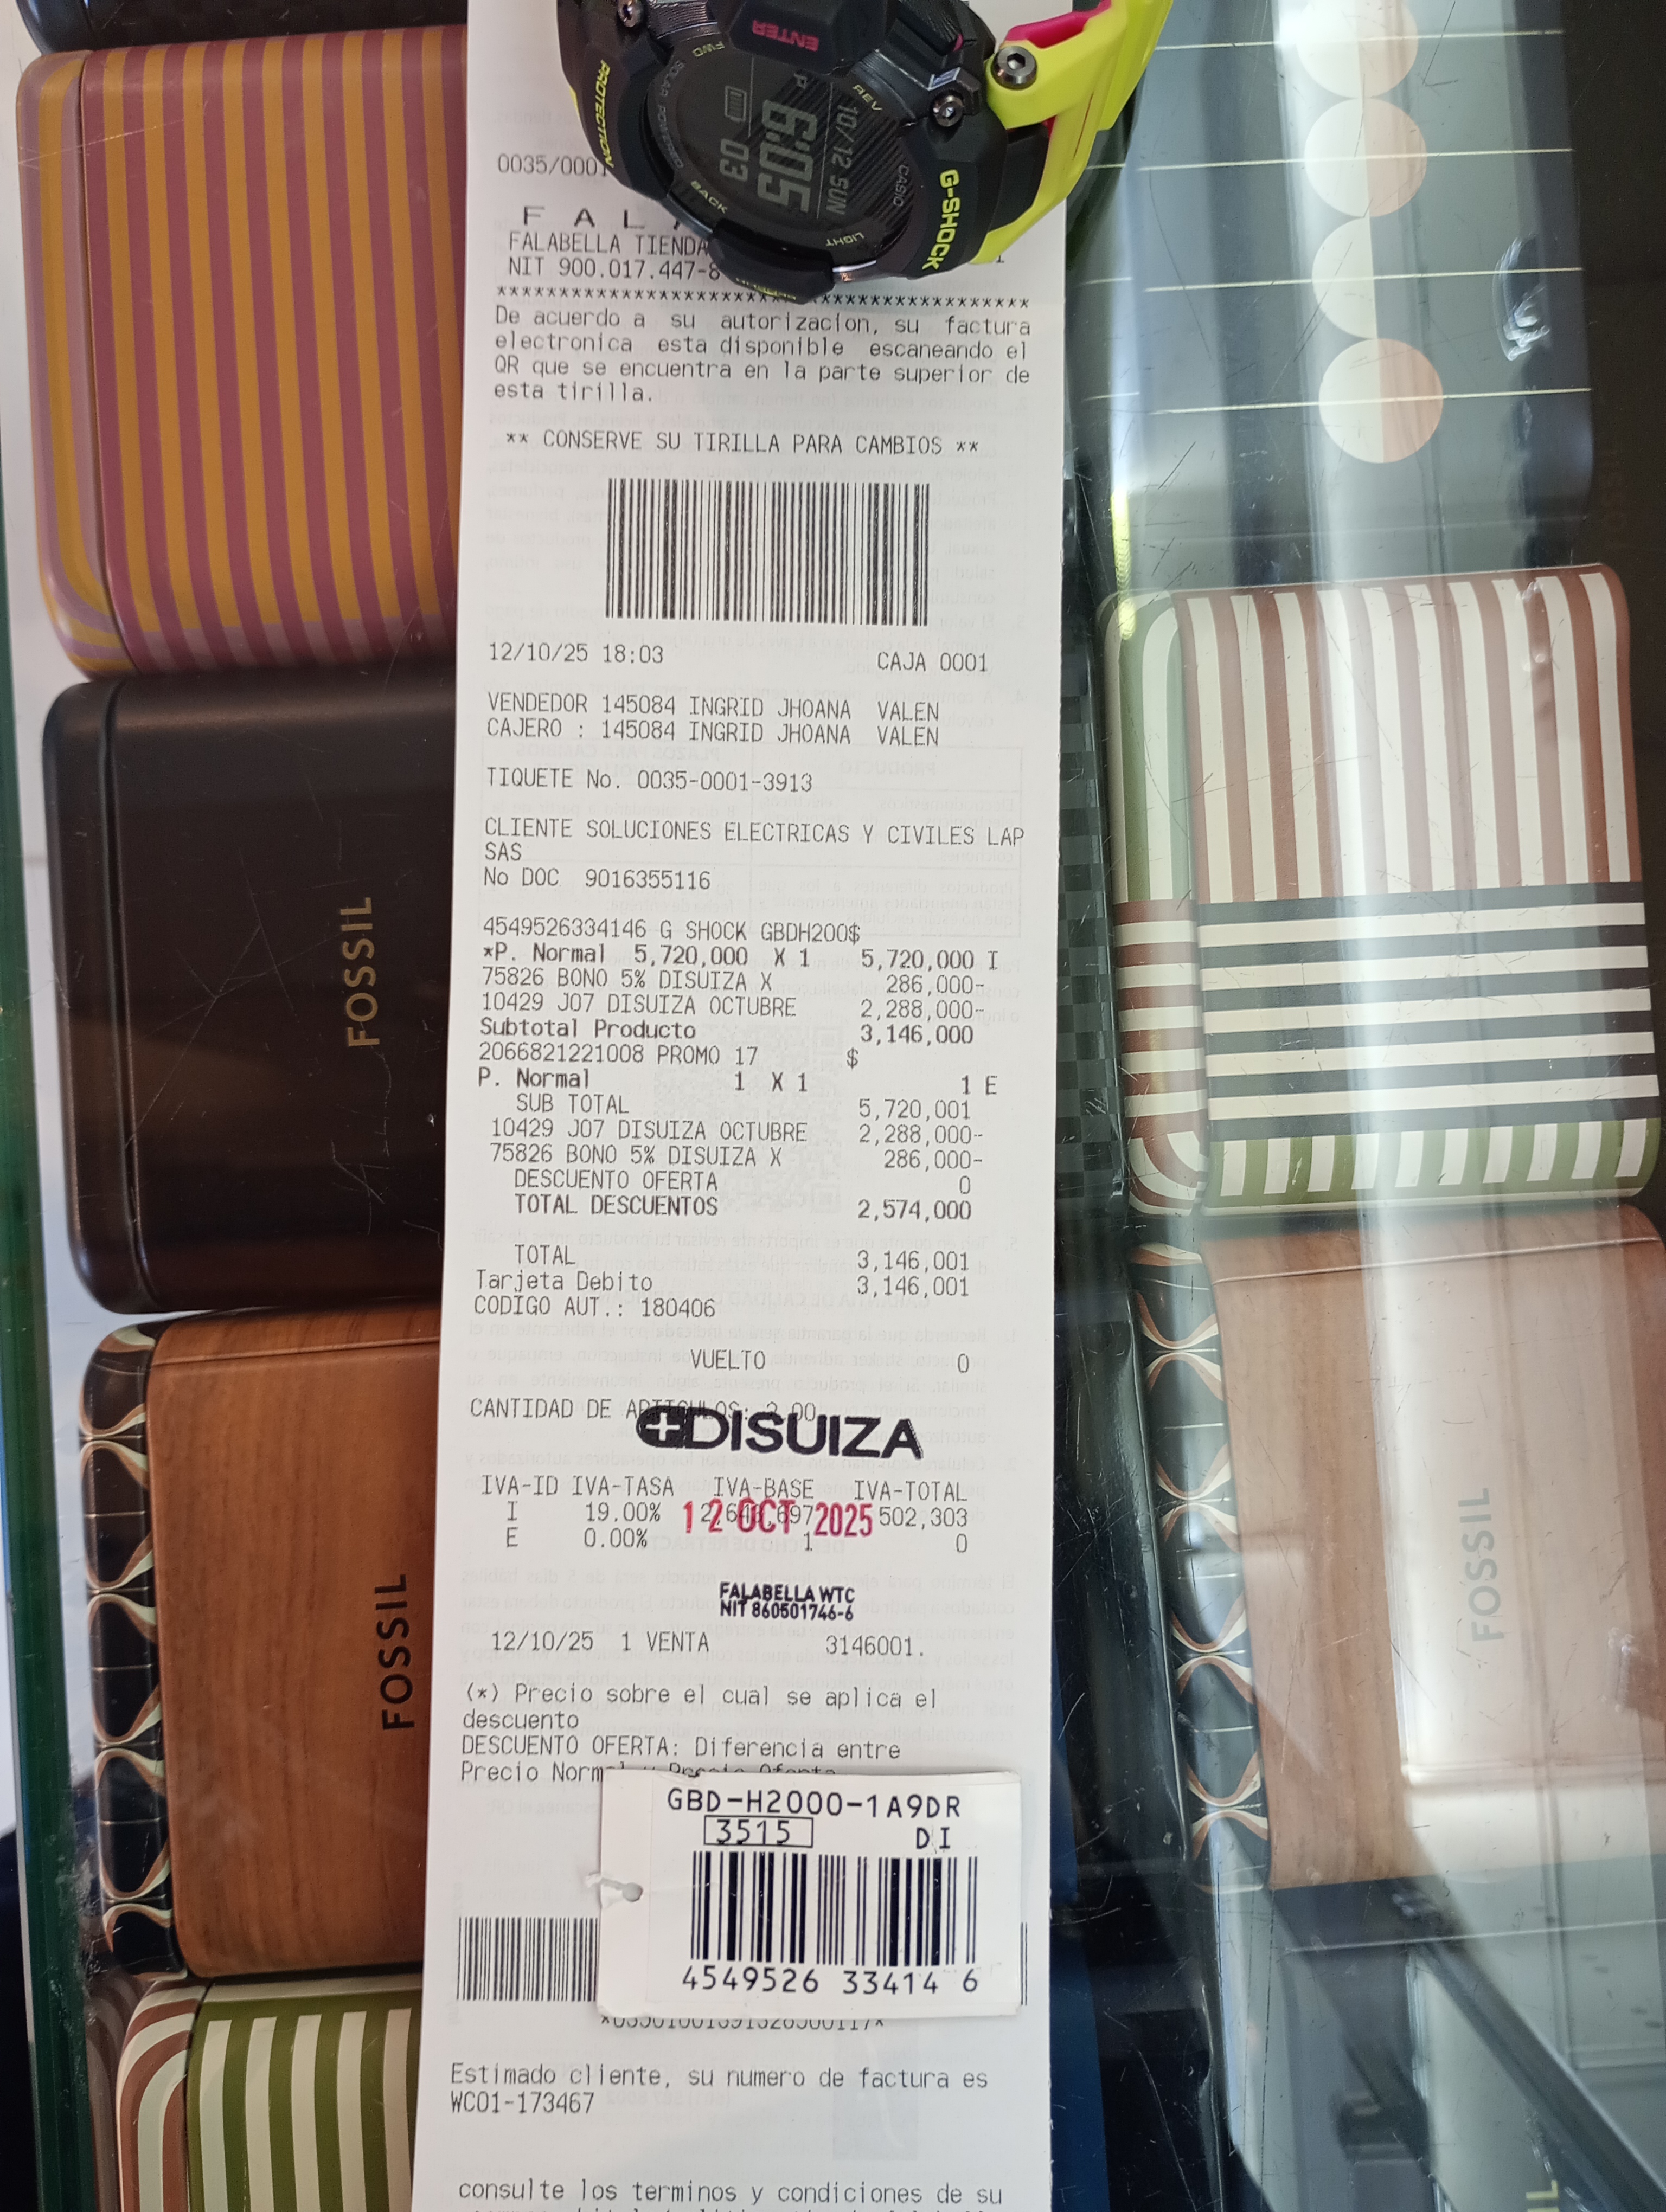 ENTER
FWD
REV
PROTECTION
SOLAR POWERED
10/12 SUN
P 6:05
03
CASIO
G-SHOCK
BACK
LIGHT
0035/0001
F A L
FALABELLA TIENDA
NIT 900.017.447-8
De acuerdo a su autorizacion, su factura
electronica esta disponible escaneando el
QR que se encuentra en la parte superior de
esta tirilla.
** CONSERVE SU TIRILLA PARA CAMBIOS **
12/10/25 18:03 CAJA 0001
VENDEDOR 145084 INGRID JHOANA VALEN
CAJERO : 145084 INGRID JHOANA VALEN
TIQUETE No. 0035-0001-3913
CLIENTE SOLUCIONES ELECTRICAS Y CIVILES LAP
SAS
No DOC 9016355116
4549526334146 G SHOCK GBDH200$
*P. Normal 5,720,000 X 1 5,720,000 I
75826 BONO 5% DISUIZA X 286,000-
10429 J07 DISUIZA OCTUBRE 2,288,000-
Subtotal Producto 3,146,000
2066821221008 PROMO 17 $
P. Normal 1 X 1 1 E
SUB TOTAL 5,720,001
10429 J07 DISUIZA OCTUBRE 2,288,000-
75826 BONO 5% DISUIZA X 286,000-
DESCUENTO OFERTA 0
TOTAL DESCUENTOS 2,574,000
TOTAL 3,146,001
Tarjeta Debito 3,146,001
CODIGO AUT.: 180406
VUELTO 0
CANTIDAD DE ARTICULOS: 2.00
DISUIZA
IVA-ID IVA-TASA IVA-BASE IVA-TOTAL
I 19.00% 2,643,697 502,303
12 OCT 2025
E 0.00% 1 0
FALABELLA WTC
NIT 860501746-6
12/10/25 1 VENTA 3146001.
(*) Precio sobre el cual se aplica el
descuento
DESCUENTO OFERTA: Diferencia entre
Precio Normal y Precio Oferta
GBD-H2000-1A9DR
3515 DI
4549526 33414 6
Estimado cliente, su numero de factura es
WC01-173467
consulte los terminos y condiciones de su
FOSSIL
FOSSIL
FOSSIL